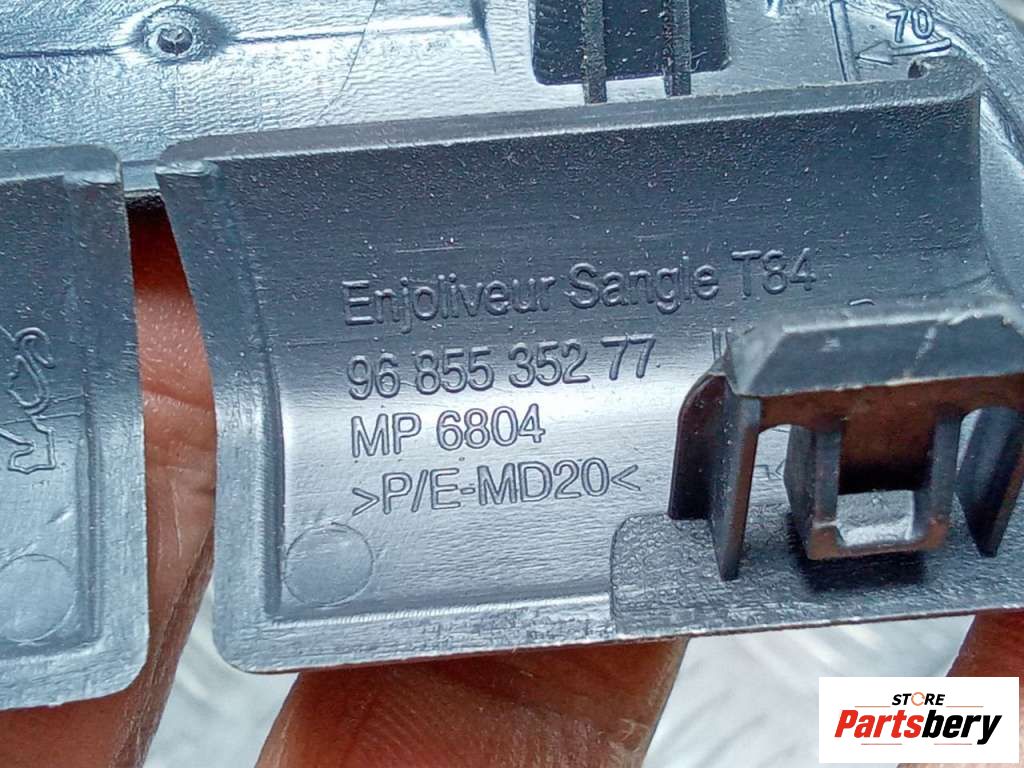 70
Enjoliveur Sangle T84
96 855 352 77
MP 6804
>P/E-MD20<
STORE
Partsbery